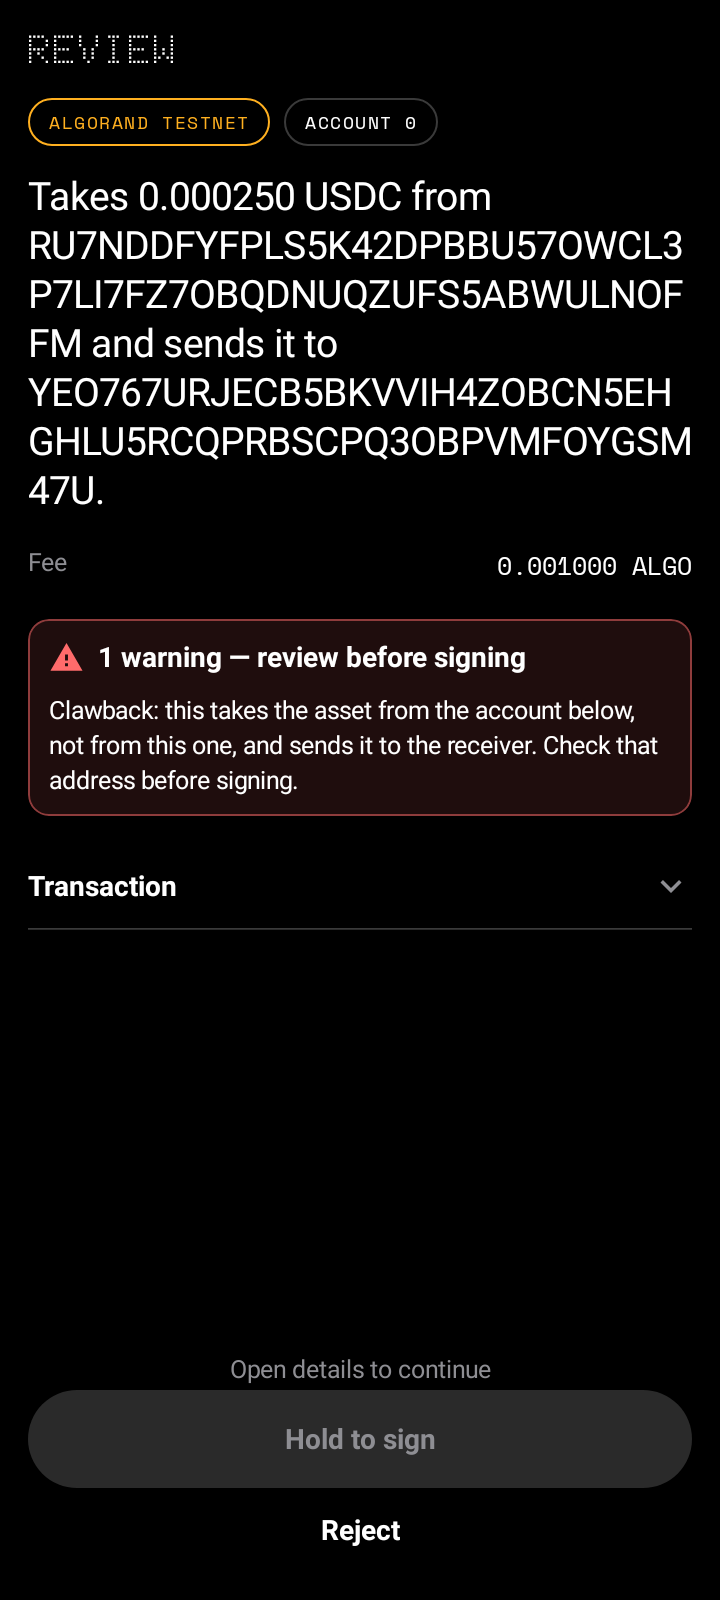 REVIEW
ALGORAND TESTNET
ACCOUNT 0
Takes 0.000250 USDC from
RU7NDDFYFPLS5K42DPBBU57OWCL3
P7LI7FZ7OBQDNUQZUFS5ABWULNOF
FM and sends it to
YEO767URJECB5BKVVIH4ZOBCN5EH
GHLU5RCQPRBSCPQ3OBPVMFOYGSM
47U.
Fee
0.001000 ALGO
1 warning — review before signing
Clawback: this takes the asset from the account below,
not from this one, and sends it to the receiver. Check that
address before signing.
Transaction
Open details to continue
Hold to sign
Reject